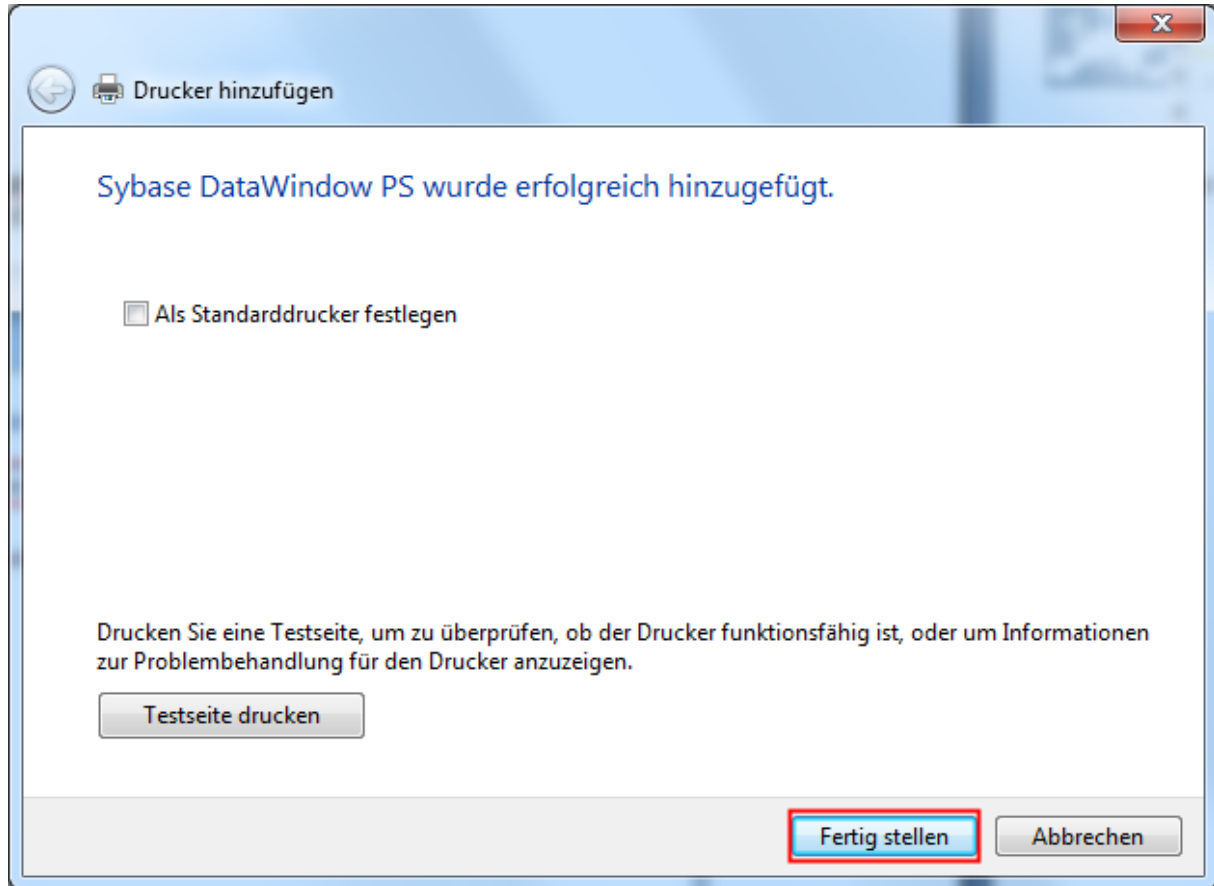 Drucker hinzufügen
Sybase DataWindow PS wurde erfolgreich hinzugefügt.
Als Standarddrucker festlegen
Drucken Sie eine Testseite, um zu überprüfen, ob der Drucker funktionsfähig ist, oder um Informationen
zur Problembehandlung für den Drucker anzuzeigen.
Testseite drucken
Fertig stellen
Abbrechen